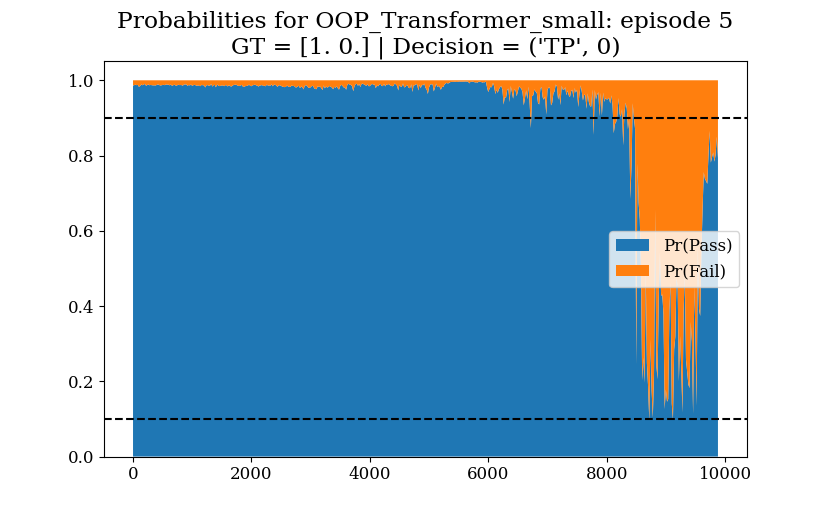 Probabilities for OOP_Transformer_small: episode 5
GT = [1. 0.] | Decision = ('TP', 0)
1.0
0.8
0.6
0.4
0.2
0.0
Pr(Pass)
Pr(Fail)
0 2000 4000 6000 8000 10000